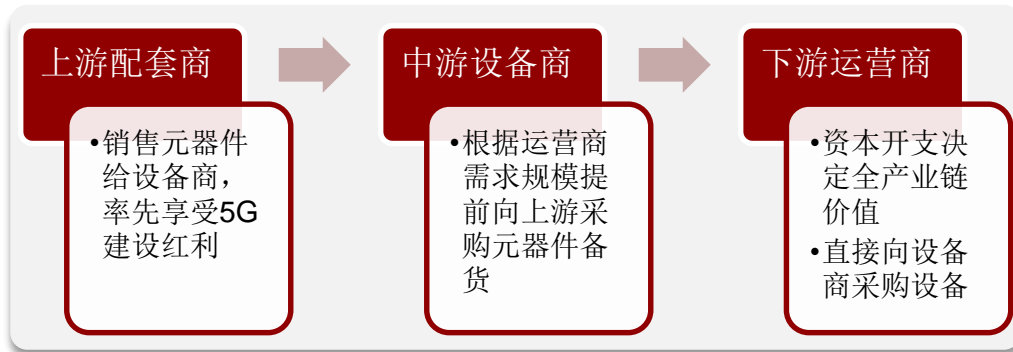 上游配套商
•销售元器件
给设备商，
率先享受5G
建设红利
中游设备商
•根据运营商
需求规模提
前向上游采
购元器件备
货
下游运营商
•资本开支决
定全产业链
价值
•直接向设备
商采购设备